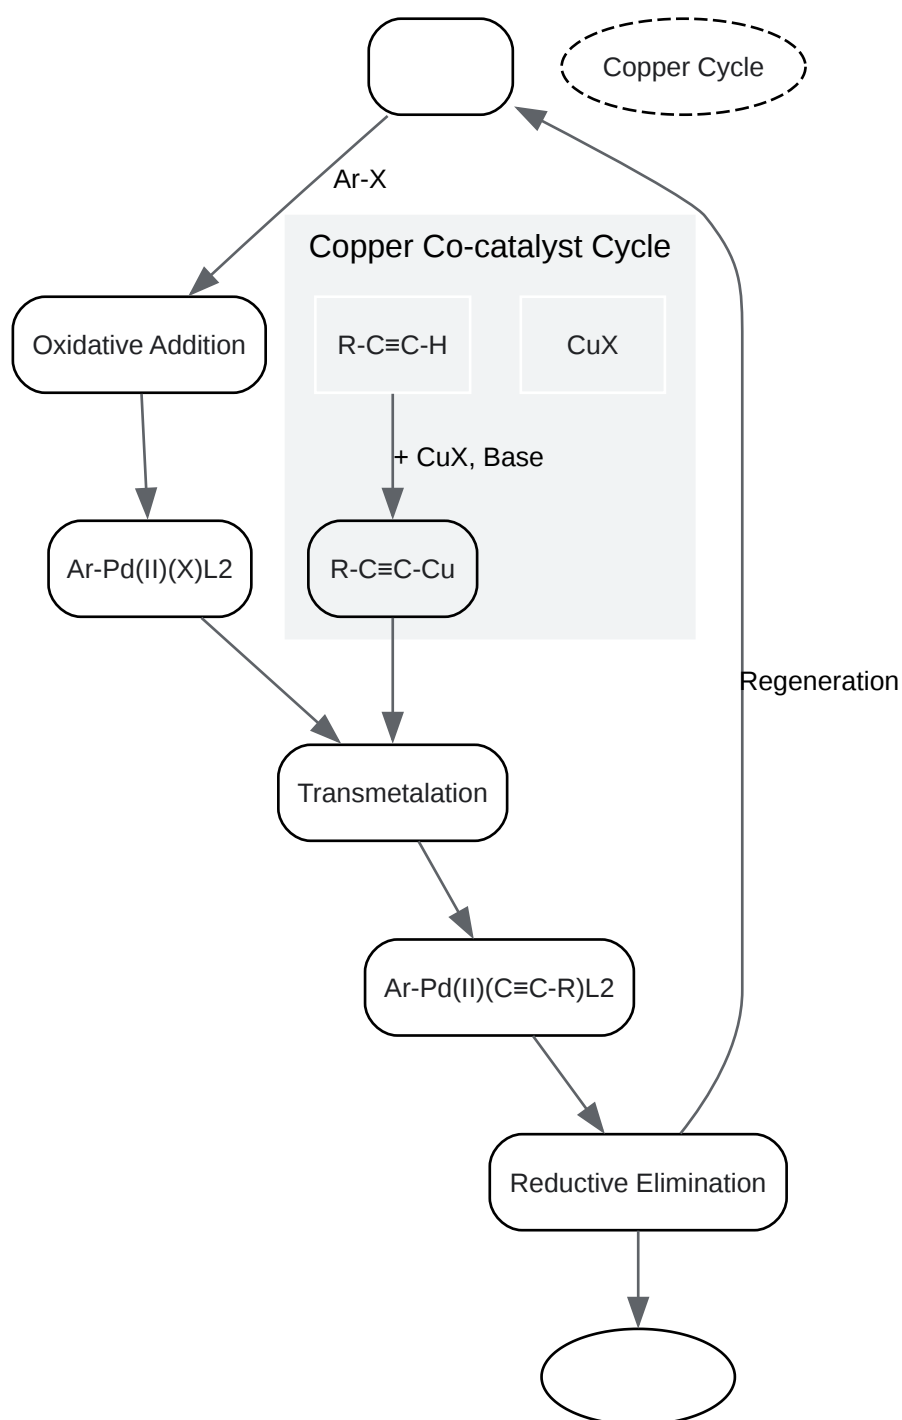 Copper Cycle
Ar-X
Copper Co-catalyst Cycle
Oxidative Addition
R-C≡C-H
CuX
+ CuX, Base
Ar-Pd(II)(X)L2
R-C≡C-Cu
Regeneration
Transmetalation
Ar-Pd(II)(C≡C-R)L2
Reductive Elimination